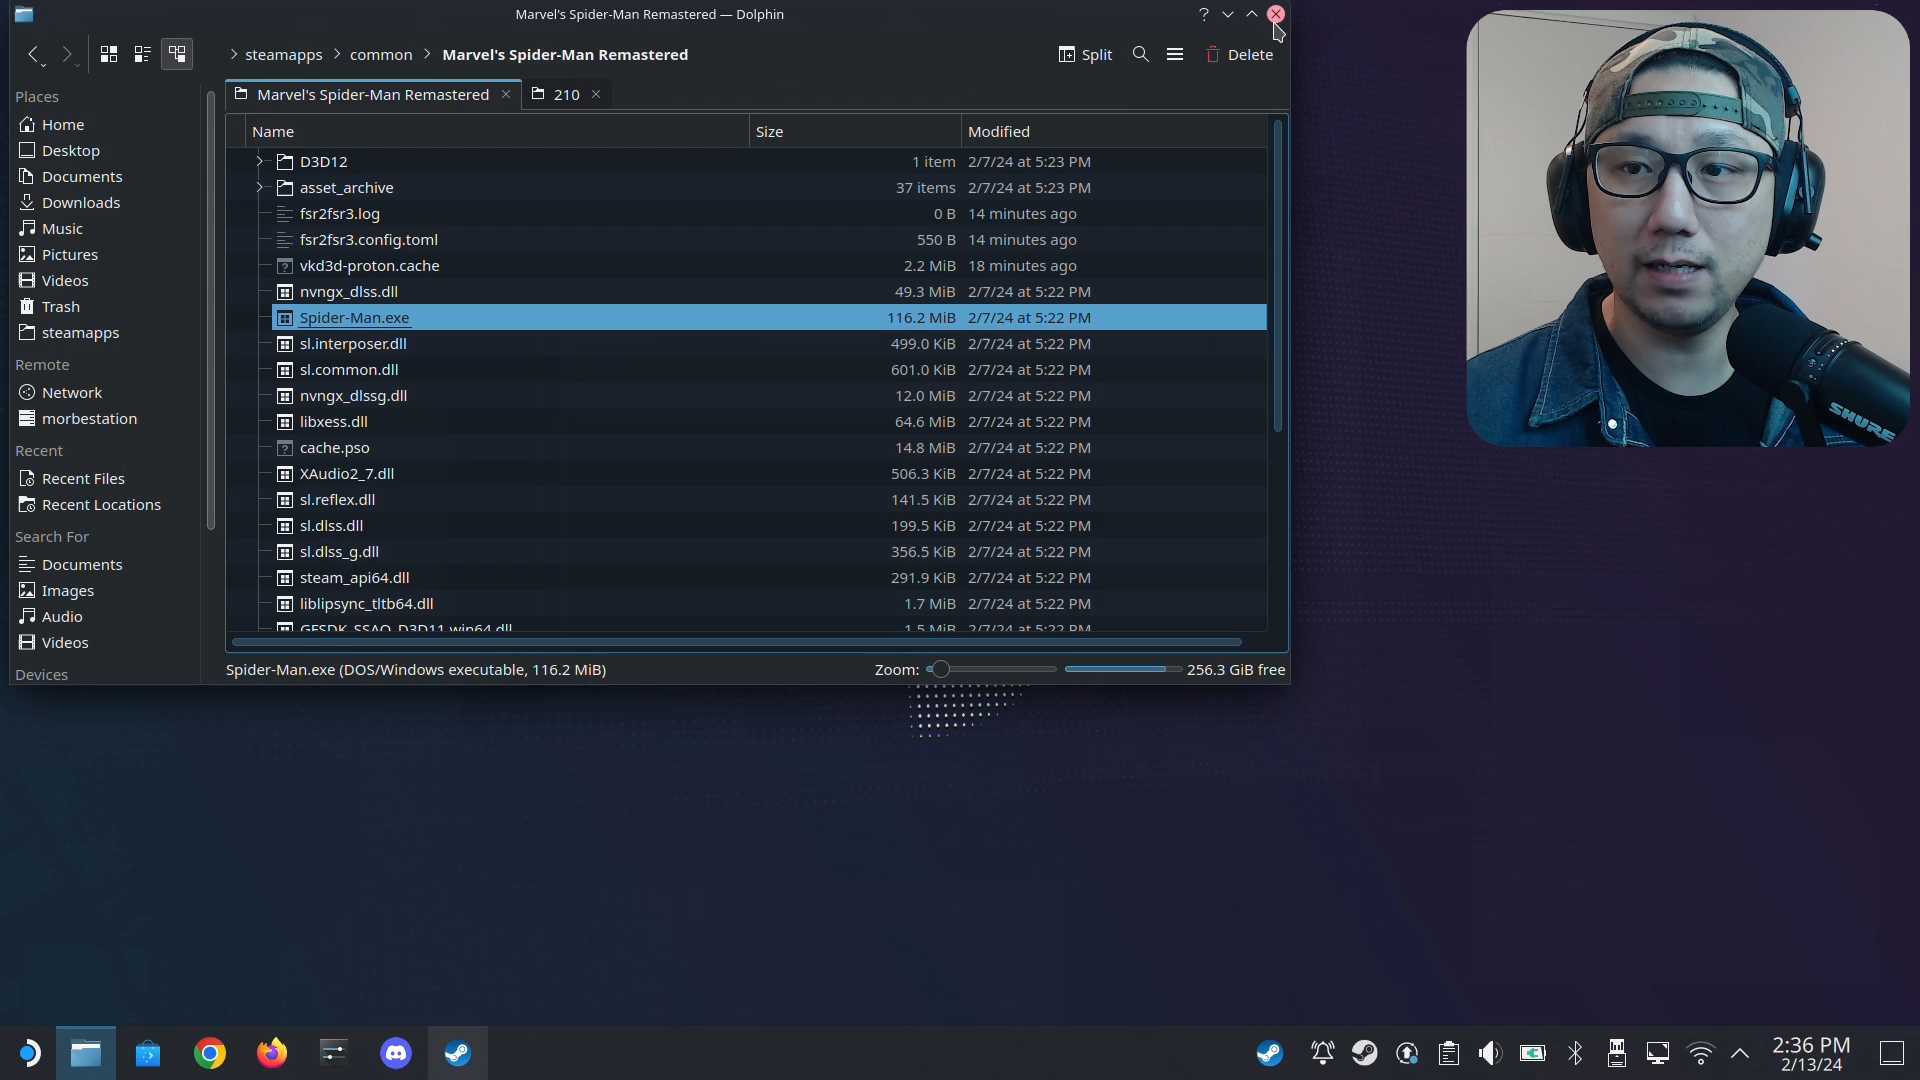 Marvel's Spider-Man Remastered — Dolphin
steamapps
common
Marvel's Spider-Man Remastered
Split
Delete
Marvel's Spider-Man Remastered
210
Places
Home
Desktop
Documents
Downloads
Music
Pictures
Videos
Trash
steamapps
Remote
Network
morbestation
Recent
Recent Files
Recent Locations
Search For
Documents
Images
Audio
Videos
Devices
Name Size Modified
D3D12 1 item 2/7/24 at 5:23 PM
asset_archive 37 items 2/7/24 at 5:23 PM
fsr2fsr3.log 0 B 14 minutes ago
fsr2fsr3.config.toml 550 B 14 minutes ago
vkd3d-proton.cache 2.2 MiB 18 minutes ago
nvngx_dlss.dll 49.3 MiB 2/7/24 at 5:22 PM
Spider-Man.exe 116.2 MiB 2/7/24 at 5:22 PM
sl.interposer.dll 499.0 KiB 2/7/24 at 5:22 PM
sl.common.dll 601.0 KiB 2/7/24 at 5:22 PM
nvngx_dlssg.dll 12.0 MiB 2/7/24 at 5:22 PM
libxess.dll 64.6 MiB 2/7/24 at 5:22 PM
cache.pso 14.8 MiB 2/7/24 at 5:22 PM
XAudio2_7.dll 506.3 KiB 2/7/24 at 5:22 PM
sl.reflex.dll 141.5 KiB 2/7/24 at 5:22 PM
sl.dlss.dll 199.5 KiB 2/7/24 at 5:22 PM
sl.dlss_g.dll 356.5 KiB 2/7/24 at 5:22 PM
steam_api64.dll 291.9 KiB 2/7/24 at 5:22 PM
liblipsync_tltb64.dll 1.7 MiB 2/7/24 at 5:22 PM
GFSDK_SSAO_D3D11.win64.dll 1.5 MiB 2/7/24 at 5:22 PM
Spider-Man.exe (DOS/Windows executable, 116.2 MiB)
Zoom:
256.3 GiB free
SHURE
2:36 PM
2/13/24